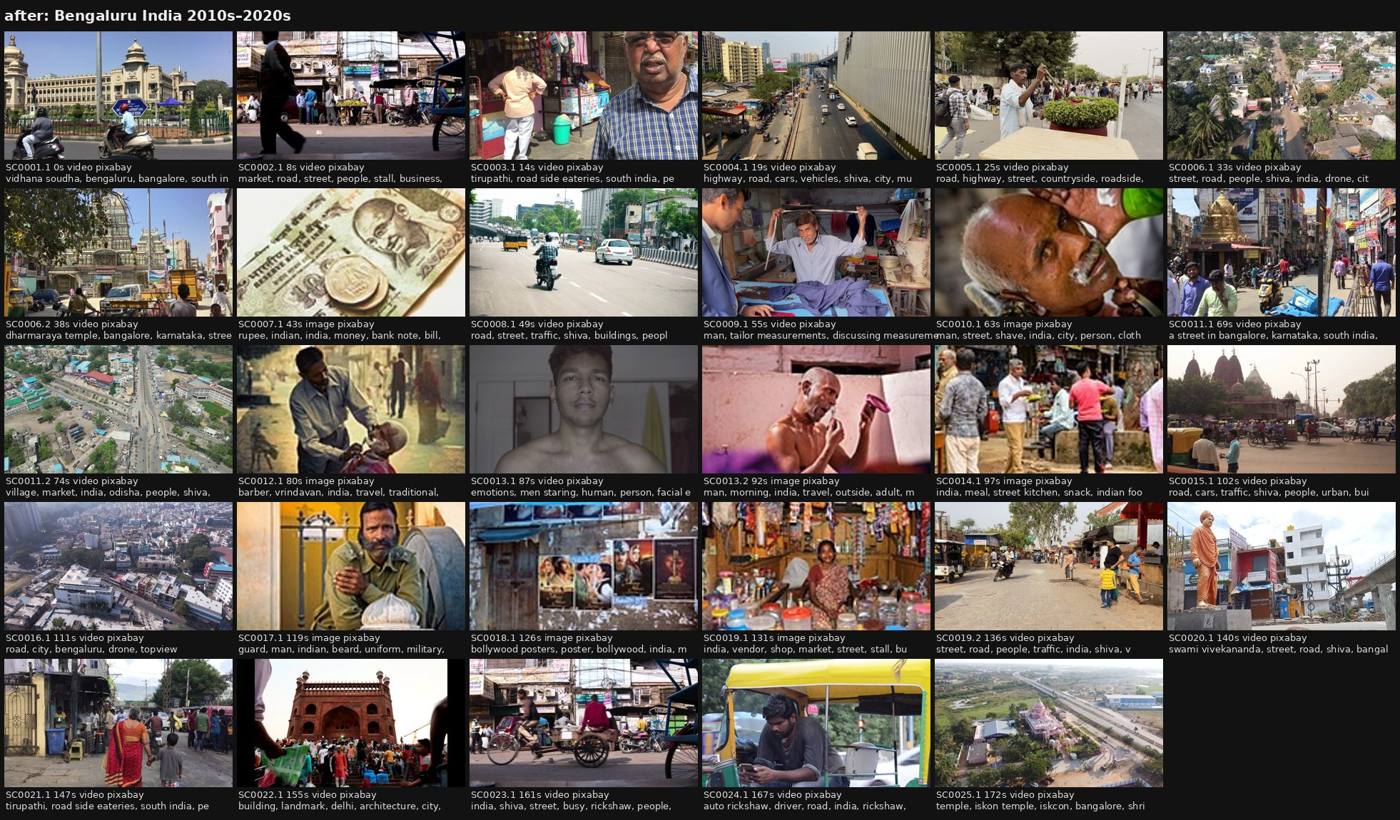 after: Bengaluru India 2010s–2020s
SC0001.1 0s video pixabay
vidhana soudha, bengaluru, bangalore, south in
SC0002.1 8s video pixabay
market, road, street, people, stall, business,
SC0003.1 14s video pixabay
tirupathi, road side eateries, south india, pe
SC0004.1 19s video pixabay
highway, road, cars, vehicles, shiva, city, mu
SC0005.1 25s video pixabay
road, highway, street, countryside, roadside,
SC0006.1 33s video pixabay
street, road, people, shiva, india, drone, cit
SC0006.2 38s video pixabay
dharmaraya temple, bangalore, karnataka, stree
SC0007.1 43s image pixabay
rupee, indian, india, money, bank note, bill,
SC0008.1 49s video pixabay
road, street, traffic, shiva, buildings, peopl
SC0009.1 55s video pixabay
man, tailor measurements, discussing measureme
SC0010.1 63s image pixabay
man, street, shave, india, city, person, cloth
SC0011.1 69s video pixabay
a street in bangalore, karnataka, south india,
SC0011.2 74s video pixabay
village, market, india, odisha, people, shiva,
SC0012.1 80s image pixabay
barber, vrindavan, india, travel, traditional,
SC0013.1 87s video pixabay
emotions, men staring, human, person, facial e
SC0013.2 92s image pixabay
man, morning, india, travel, outside, adult, m
SC0014.1 97s image pixabay
india, meal, street kitchen, snack, indian foo
SC0015.1 102s video pixabay
road, cars, traffic, shiva, people, urban, bui
SC0016.1 111s video pixabay
road, city, bengaluru, drone, topview
SC0017.1 119s image pixabay
guard, man, indian, beard, uniform, military,
SC0018.1 126s image pixabay
bollywood posters, poster, bollywood, india, m
SC0019.1 131s image pixabay
india, vendor, shop, market, street, stall, bu
SC0019.2 136s video pixabay
street, road, people, traffic, india, shiva, v
SC0020.1 140s video pixabay
swami vivekananda, street, road, shiva, bangal
SC0021.1 147s video pixabay
tirupathi, road side eateries, south india, pe
SC0022.1 155s video pixabay
building, landmark, delhi, architecture, city,
SC0023.1 161s video pixabay
india, shiva, street, busy, rickshaw, people,
SC0024.1 167s video pixabay
auto rickshaw, driver, road, india, rickshaw,
SC0025.1 172s video pixabay
temple, iskon temple, iskcon, bangalore, shri